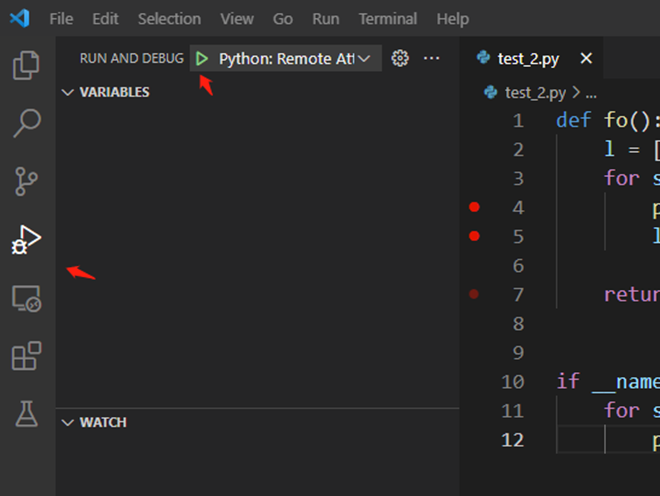 File Edit Selection View Go Run Terminal Help
RUN AND DEBUG Python: Remote Att
VARIABLES
WATCH
test_2.py
test_2.py > ...
1 def fo():
2 l = [
3 for s
4 p
5 l
6
7 retur
8
9
10 if __name
11 for s
12 p